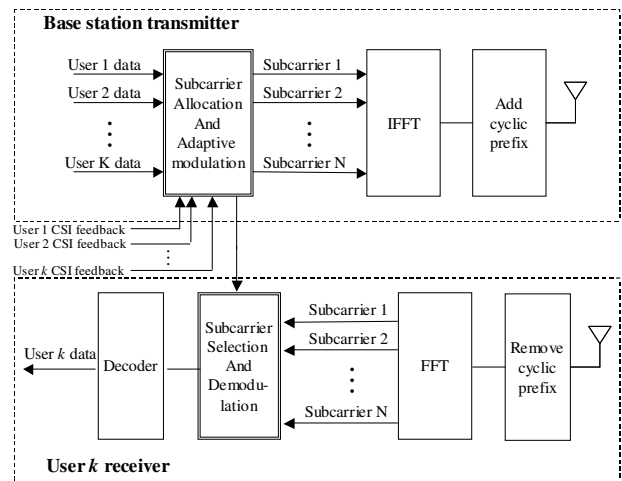 Base station transmitter
User 1 data
User 2 data
User K data
Subcarrier
Allocation
And
Adaptive
modulation
Subcarrier 1
Subcarrier 2
Subcarrier N
IFFT
Add
cyclic
prefix
User 1 CSI feedback
User 2 CSI feedback
User k CSI feedback
User k data
Decoder
Subcarrier
Selection
And
Demodu-
lation
Subcarrier 1
Subcarrier 2
Subcarrier N
FFT
Remove
cyclic
prefix
User k receiver